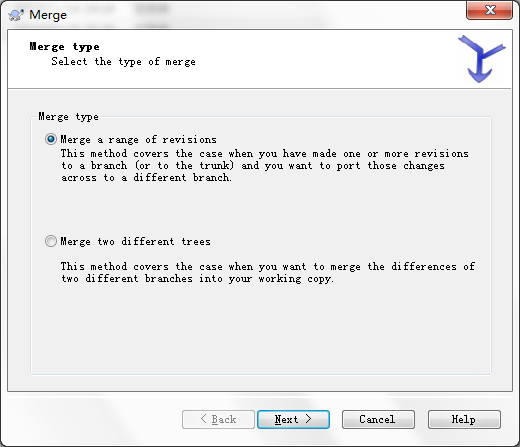 Merge
Merge type
Select the type of merge
Merge type
Merge a range of revisions
This method covers the case when you have made one or more revisions
to a branch (or to the trunk) and you want to port those changes
across to a different branch.
Merge two different trees
This method covers the case when you want to merge the differences of
two different branches into your working copy.
< Back
Next >
Cancel
Help